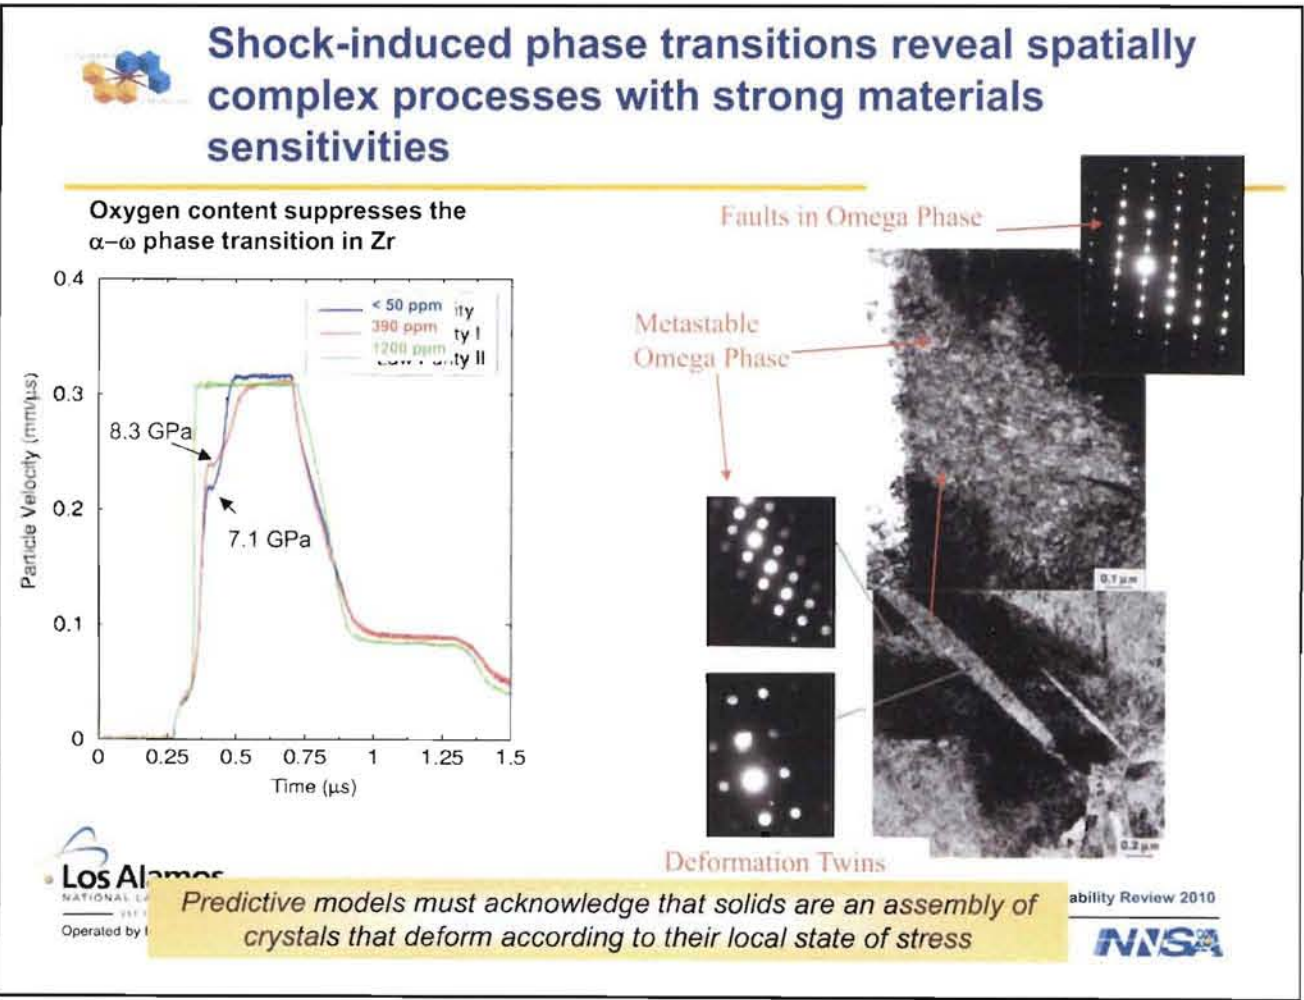 Shock-induced phase transitions reveal spatially
complex processes with strong materials
sensitivities
Oxygen content suppresses the
α–ω phase transition in Zr
0.4
0.3
0.2
0.1
0
Particle Velocity (mm/μs)
< 50 ppm ity
390 ppm ty I
1200 ppm ty II
8.3 GPa
7.1 GPa
0 0.25 0.5 0.75 1 1.25 1.5
Time (μs)
Faults in Omega Phase
Metastable
Omega Phase
0.1 μm
0.2 μm
Deformation Twins
Los Alamos
NATIONAL
Operated by
Predictive models must acknowledge that solids are an assembly of
crystals that deform according to their local state of stress
ability Review 2010
NNSA